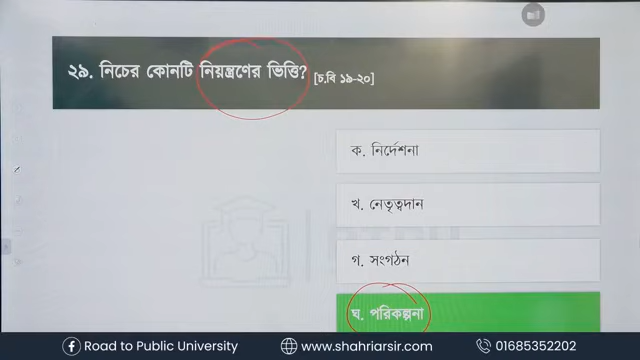 ২৯. নিচের কোনটি নিয়ন্ত্রণের ভিত্তি? [চ.বি ১৯-২০]
ক. নির্দেশনা
খ. নেতৃত্বদান
গ. সংগঠন
ঘ. পরিকল্পনা
Road to Public University www.shahriarsir.com 01685352202